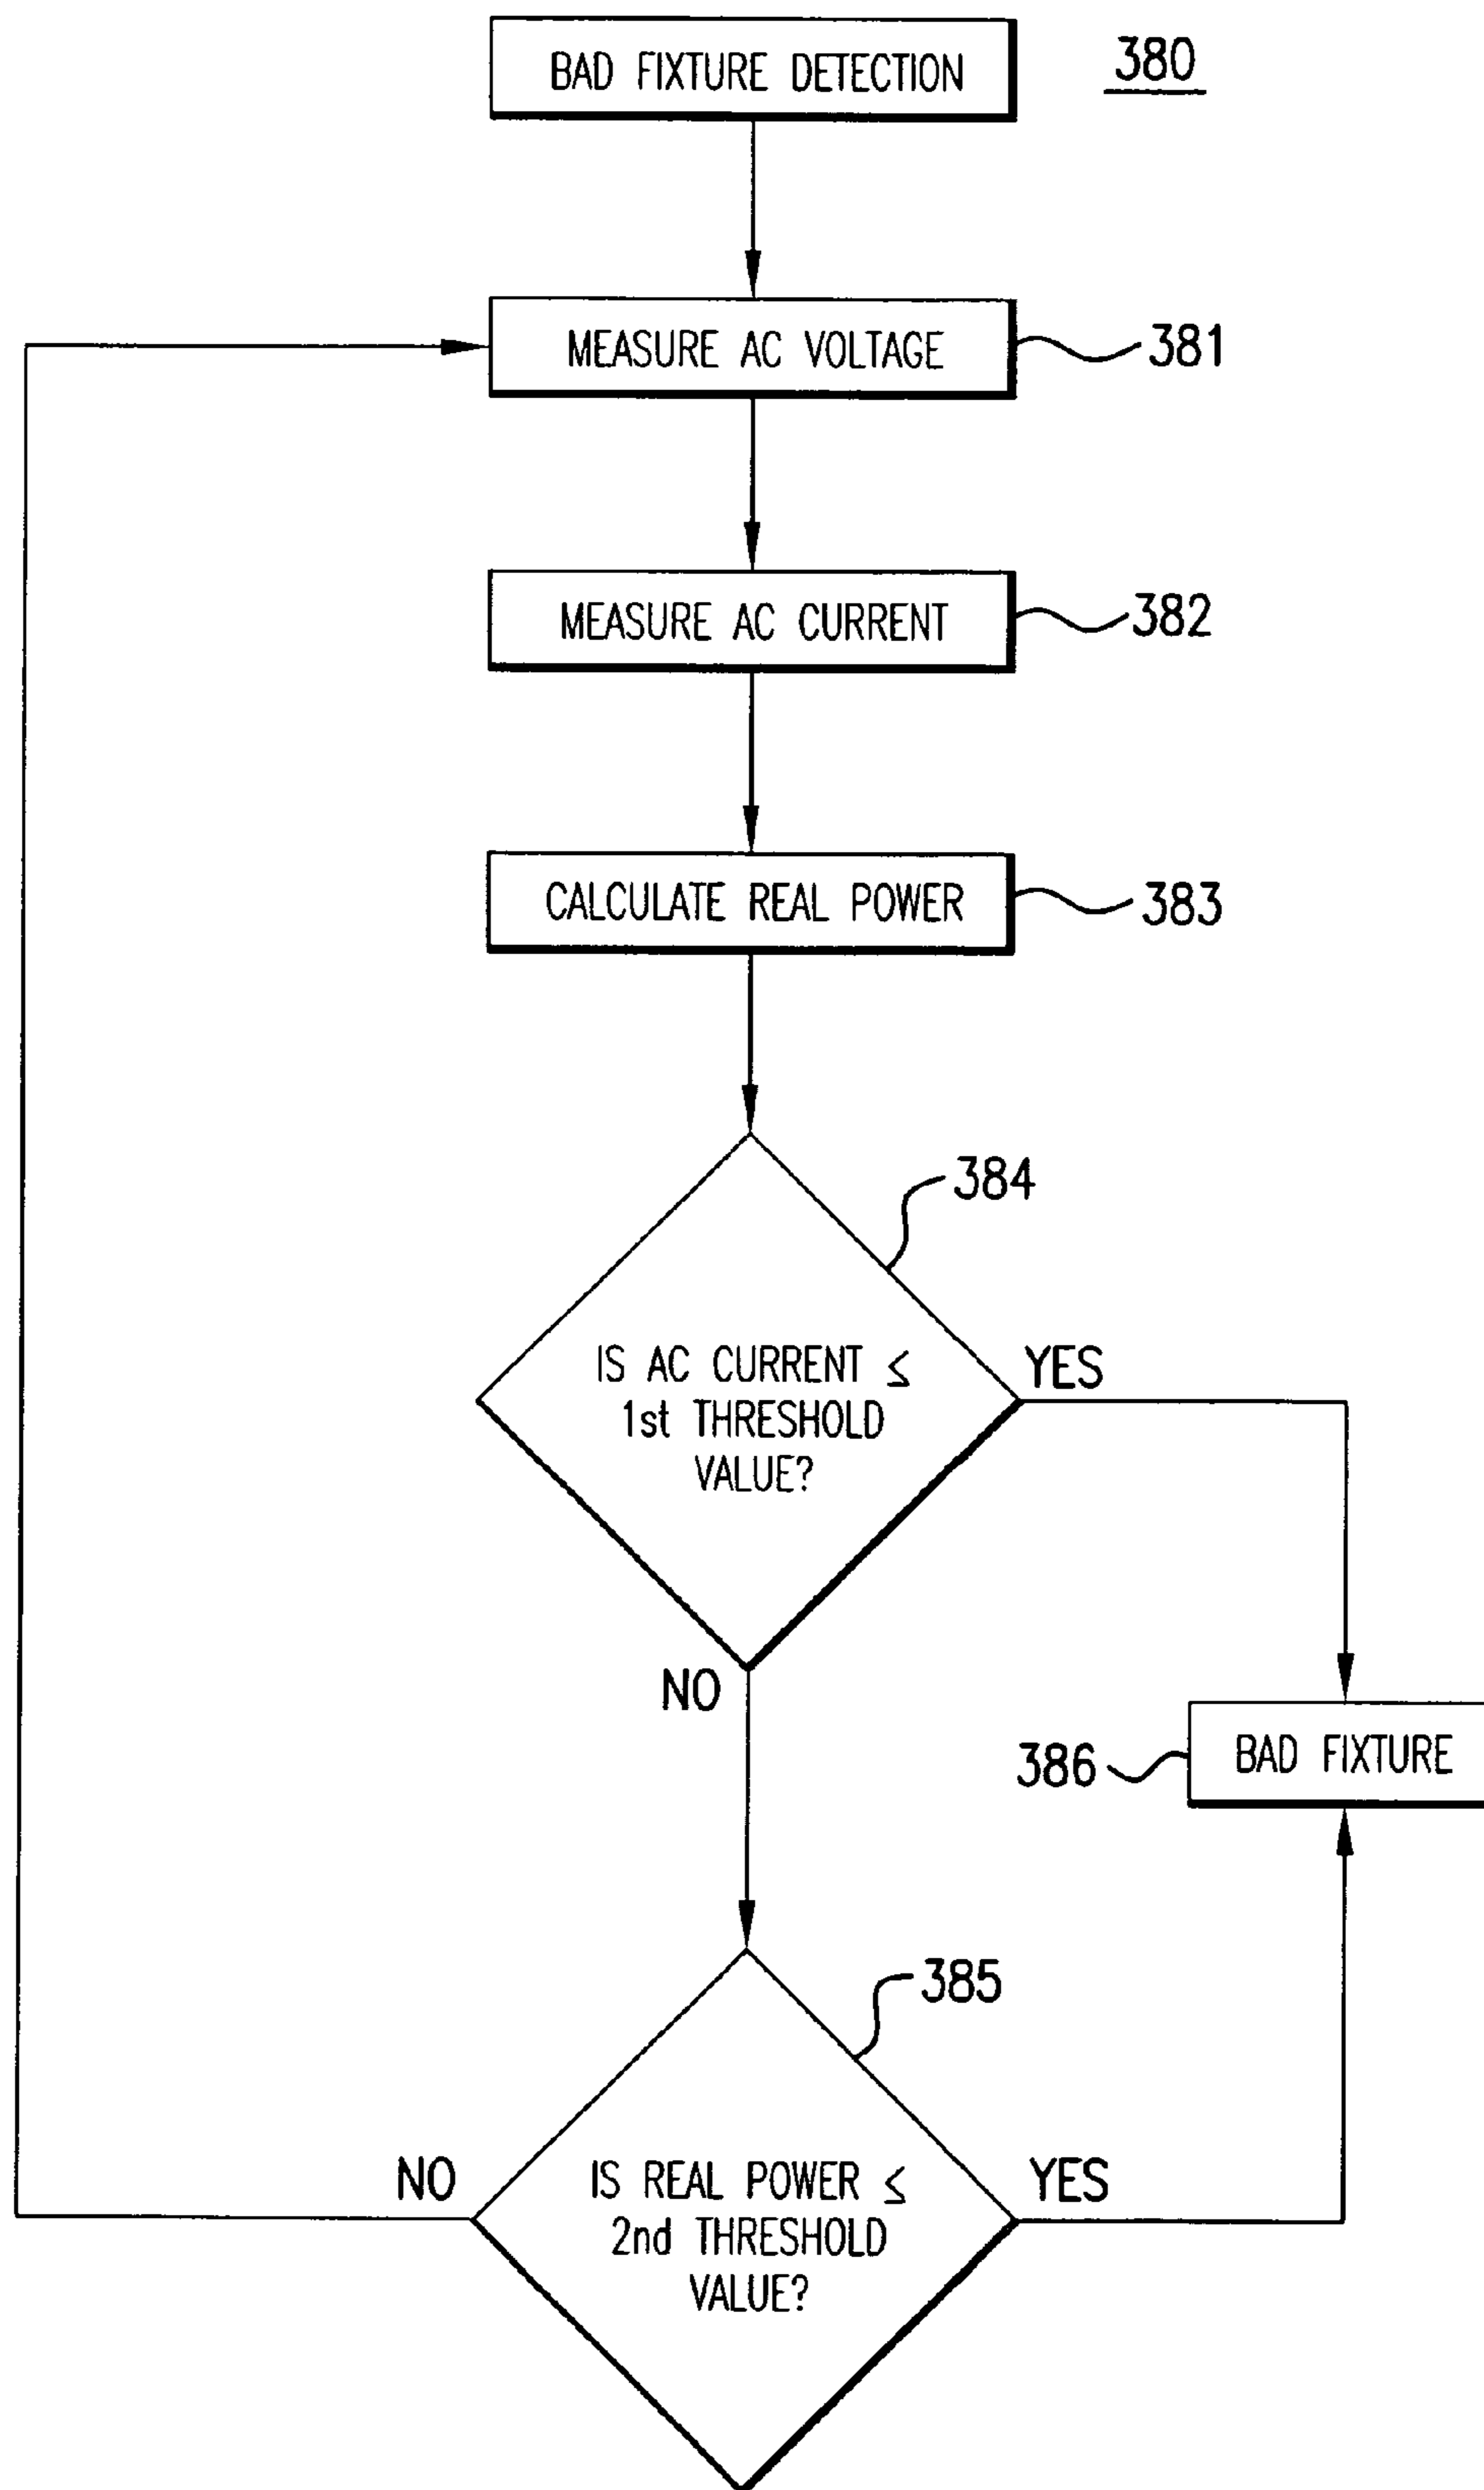 BAD FIXTURE DETECTION
380
MEASURE AC VOLTAGE
381
MEASURE AC CURRENT
382
CALCULATE REAL POWER
383
384
IS AC CURRENT ≤
1st THRESHOLD
VALUE?
YES
NO
386
BAD FIXTURE
385
NO
IS REAL POWER ≤
2nd THRESHOLD
VALUE?
YES